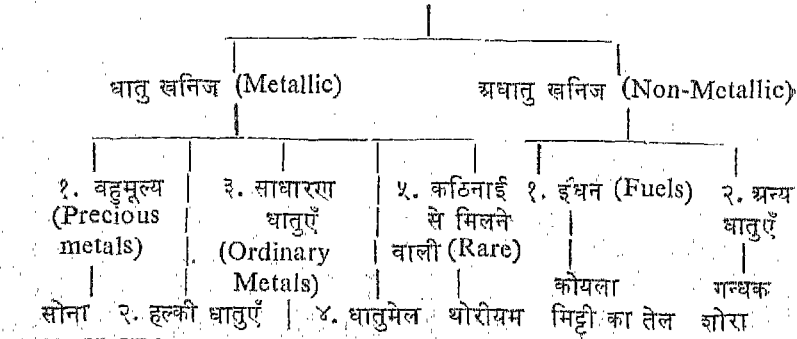 धातु खनिज (Metallic) अधातु खनिज (Non-Metallic)
१. बहुमूल्य ३. साधारण ५. कठिनाई १. इंधन (Fuels) २. अन्य
(Precious धातुएँ से मिलने धातुएँ
metals) (Ordinary वाली (Rare)
Metals) कोयला गन्धक
सोना २. हल्की धातुएँ ४. धातुमेल थोरीयम मिट्टी का तेल शोरा